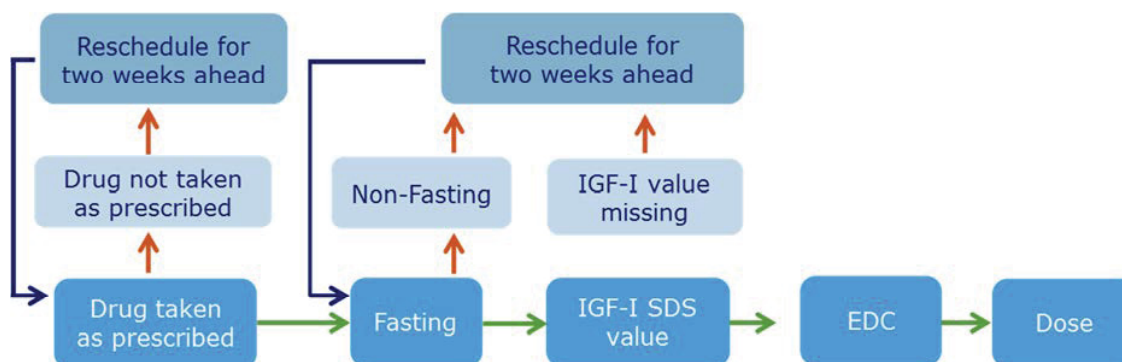 Reschedule for
two weeks ahead
Reschedule for
two weeks ahead
Drug not taken
as prescribed
Non-Fasting
IGF-I value
missing
Drug taken
as prescribed
Fasting
IGF-I SDS
value
EDC
Dose